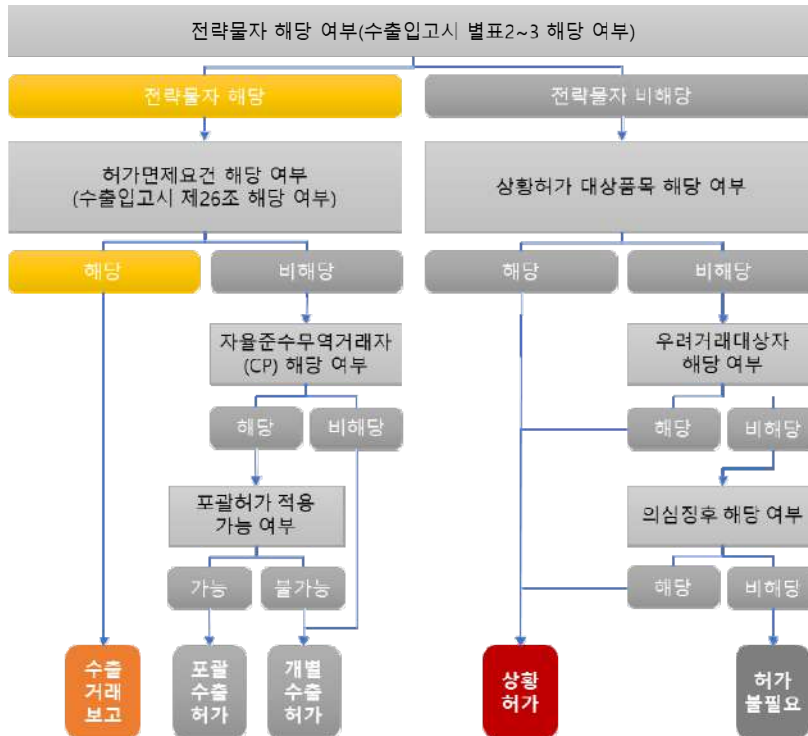 전략물자 해당 여부(수출입고시 별표2~3 해당 여부)
전략물자 해당
전략물자 비해당
허가면제요건 해당 여부
(수출입고시 제26조 해당 여부)
상황허가 대상품목 해당 여부
해당
비해당
해당
비해당
자율준수무역거래자
(CP) 해당 여부
우려거래대상자
해당 여부
해당
비해당
해당
비해당
포괄허가 적용
가능 여부
의심징후 해당 여부
가능
불가능
해당
비해당
수출
거래
보고
포괄
수출
허가
개별
수출
허가
상황
허가
허가
불필요